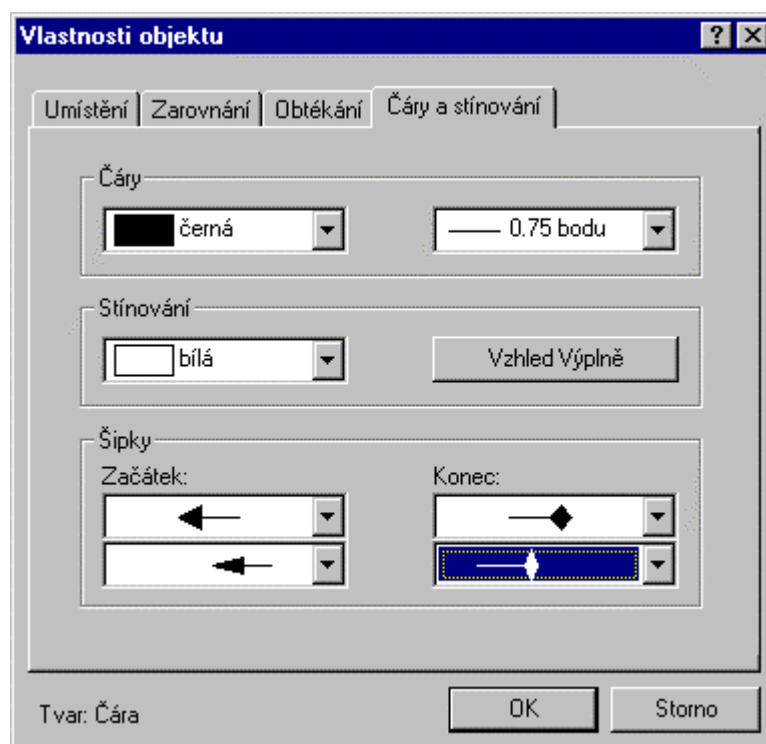 Vlastnosti objektu
Umístění Zarovnání Obtékání Čáry a stínování
Čáry
černá 0.75 bodu
Stínování
bílá Vzhled Výplně
Šipky
Začátek: Konec:
Tvar: Čára OK Storno